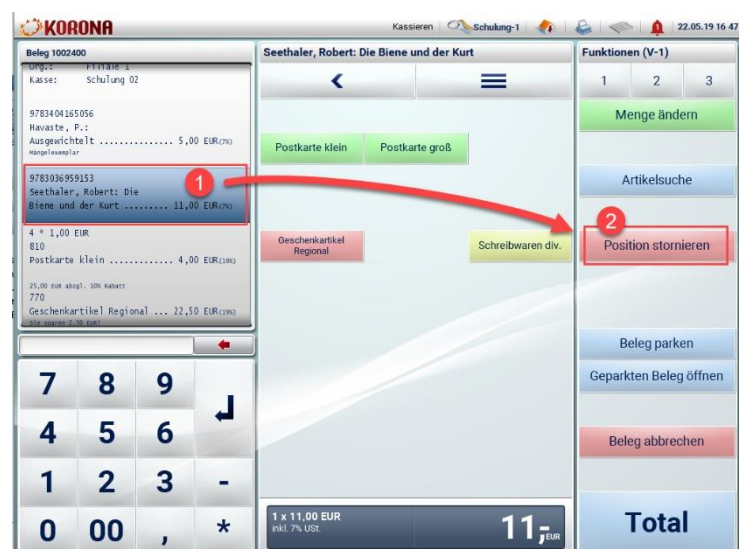 KORONA
Kassieren
Schulung-1
22.05.19 16 47
Beleg 1002400
Org.: Filiale 1
Kasse: Schulung 02
9783404165056
Havaste, P.:
Ausgewichtelt ............... 5,00 EUR(7%)
Mängelexemplar
9783036959153
Seethaler, Robert: Die
Biene und der Kurt ......... 11,00 EUR(7%)
4 * 1,00 EUR
810
Postkarte klein ............. 4,00 EUR(19%)
25,00 EUR abzgl. 10% Rabatt
770
Geschenkartikel Regional ... 22,50 EUR(19%)
Sie sparen 2,50 EUR!
7 8 9
4 5 6
1 2 3 -
0 00 , *
Seethaler, Robert: Die Biene und der Kurt
Postkarte klein
Postkarte groß
Geschenkartikel
Regional
Schreibwaren div.
1 x 11,00 EUR
inkl. 7% USt.
11,- EUR
Funktionen (V-1)
1 2 3
Menge ändern
Artikelsuche
Position stornieren
Beleg parken
Geparkten Beleg öffnen
Beleg abbrechen
Total
1
2